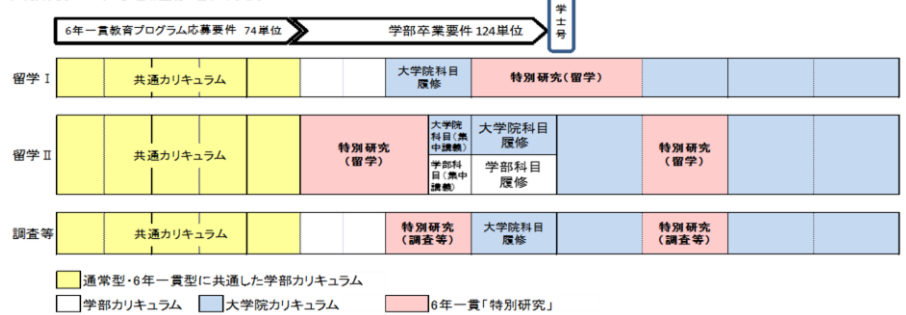 学士号
6年一貫教育プログラム応募要件 74単位
学部卒業要件 124単位
留学Ⅰ
共通カリキュラム
大学院科目
履修
特別研究(留学)
留学Ⅱ
共通カリキュラム
特別研究
(留学)
大学院
科目(集
中講義)
学部科
目(集中
講義)
大学院科目
履修
学部科目
履修
特別研究
(留学)
調査等
共通カリキュラム
特別研究
(調査等)
大学院科目
履修
特別研究
(調査等)
通常型・6年一貫型に共通した学部カリキュラム
学部カリキュラム
大学院カリキュラム
6年一貫「特別研究」